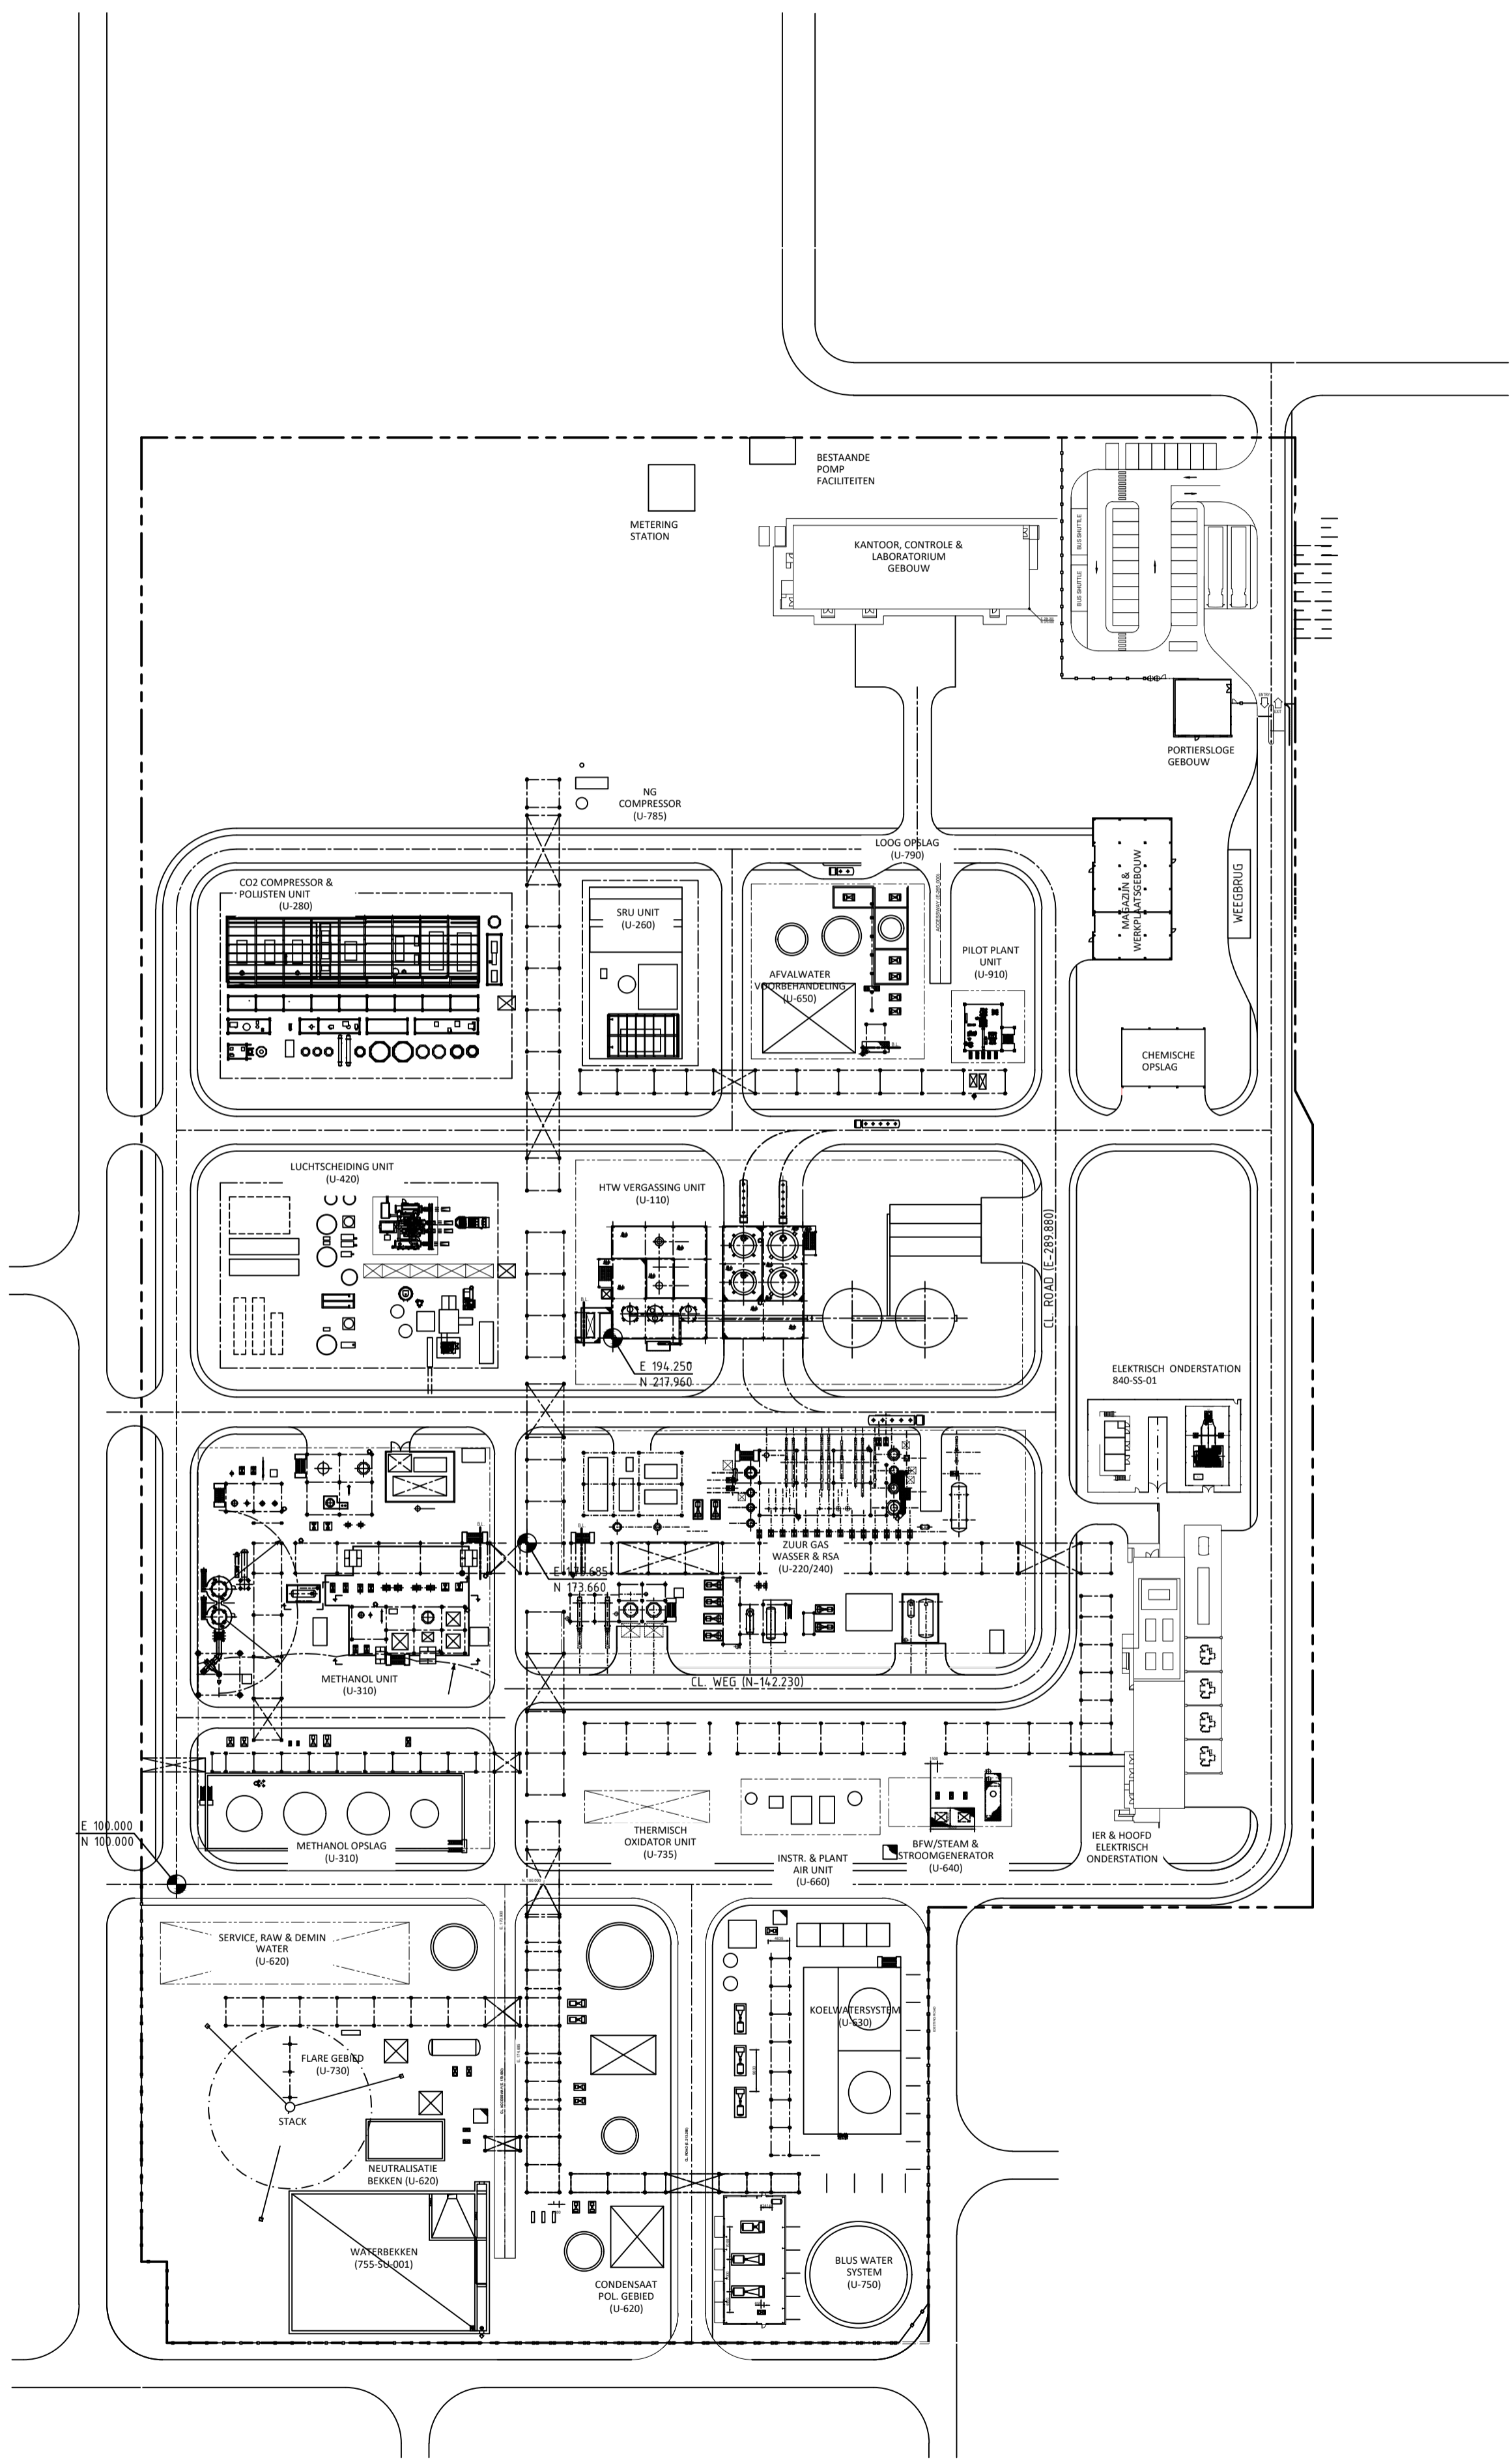 BESTAANDE
POMP
FACILITEITEN
METERING
STATION
KANTOOR, CONTROLE &
LABORATORIUM
GEBOUW
BUS SHUTTLE
BUS SHUTTLE
ENTRY
EXIT
PORTIERSLOGE
GEBOUW
NG
COMPRESSOR
(U-785)
LOOG OPSLAG
(U-790)
MAGAZIJN &
WERKPLAATSGEBOUW
WEEGBRUG
CO2 COMPRESSOR &
POLIJSTEN UNIT
(U-280)
SRU UNIT
(U-260)
AFVALWATER
VOORBEHANDELING
(U-650)
PILOT PLANT
UNIT
(U-910)
CHEMISCHE
OPSLAG
LUCHTSCHEIDING UNIT
(U-420)
HTW VERGASSING UNIT
(U-110)
CL. ROAD (E-289.880)
E 194.250
N 217.960
ELEKTRISCH ONDERSTATION
840-SS-01
ZUUR GAS
WASSER & RSA
(U-220/240)
N 173.660
METHANOL UNIT
(U-310)
CL. WEG (N-142.230)
E 100.000
N 100.000
METHANOL OPSLAG
(U-310)
THERMISCH
OXIDATOR UNIT
(U-735)
INSTR. & PLANT
AIR UNIT
(U-660)
BFW/STEAM &
STROOMGENERATOR
(U-640)
IER & HOOFD
ELEKTRISCH
ONDERSTATION
SERVICE, RAW & DEMIN
WATER
(U-620)
KOELWATERSYSTEM
(U-630)
FLARE GEBIED
(U-730)
STACK
NEUTRALISATIE
BEKKEN (U-620)
WATERBEKKEN
(755-SU-001)
CONDENSAAT
POL. GEBIED
(U-620)
BLUS WATER
SYSTEM
(U-750)